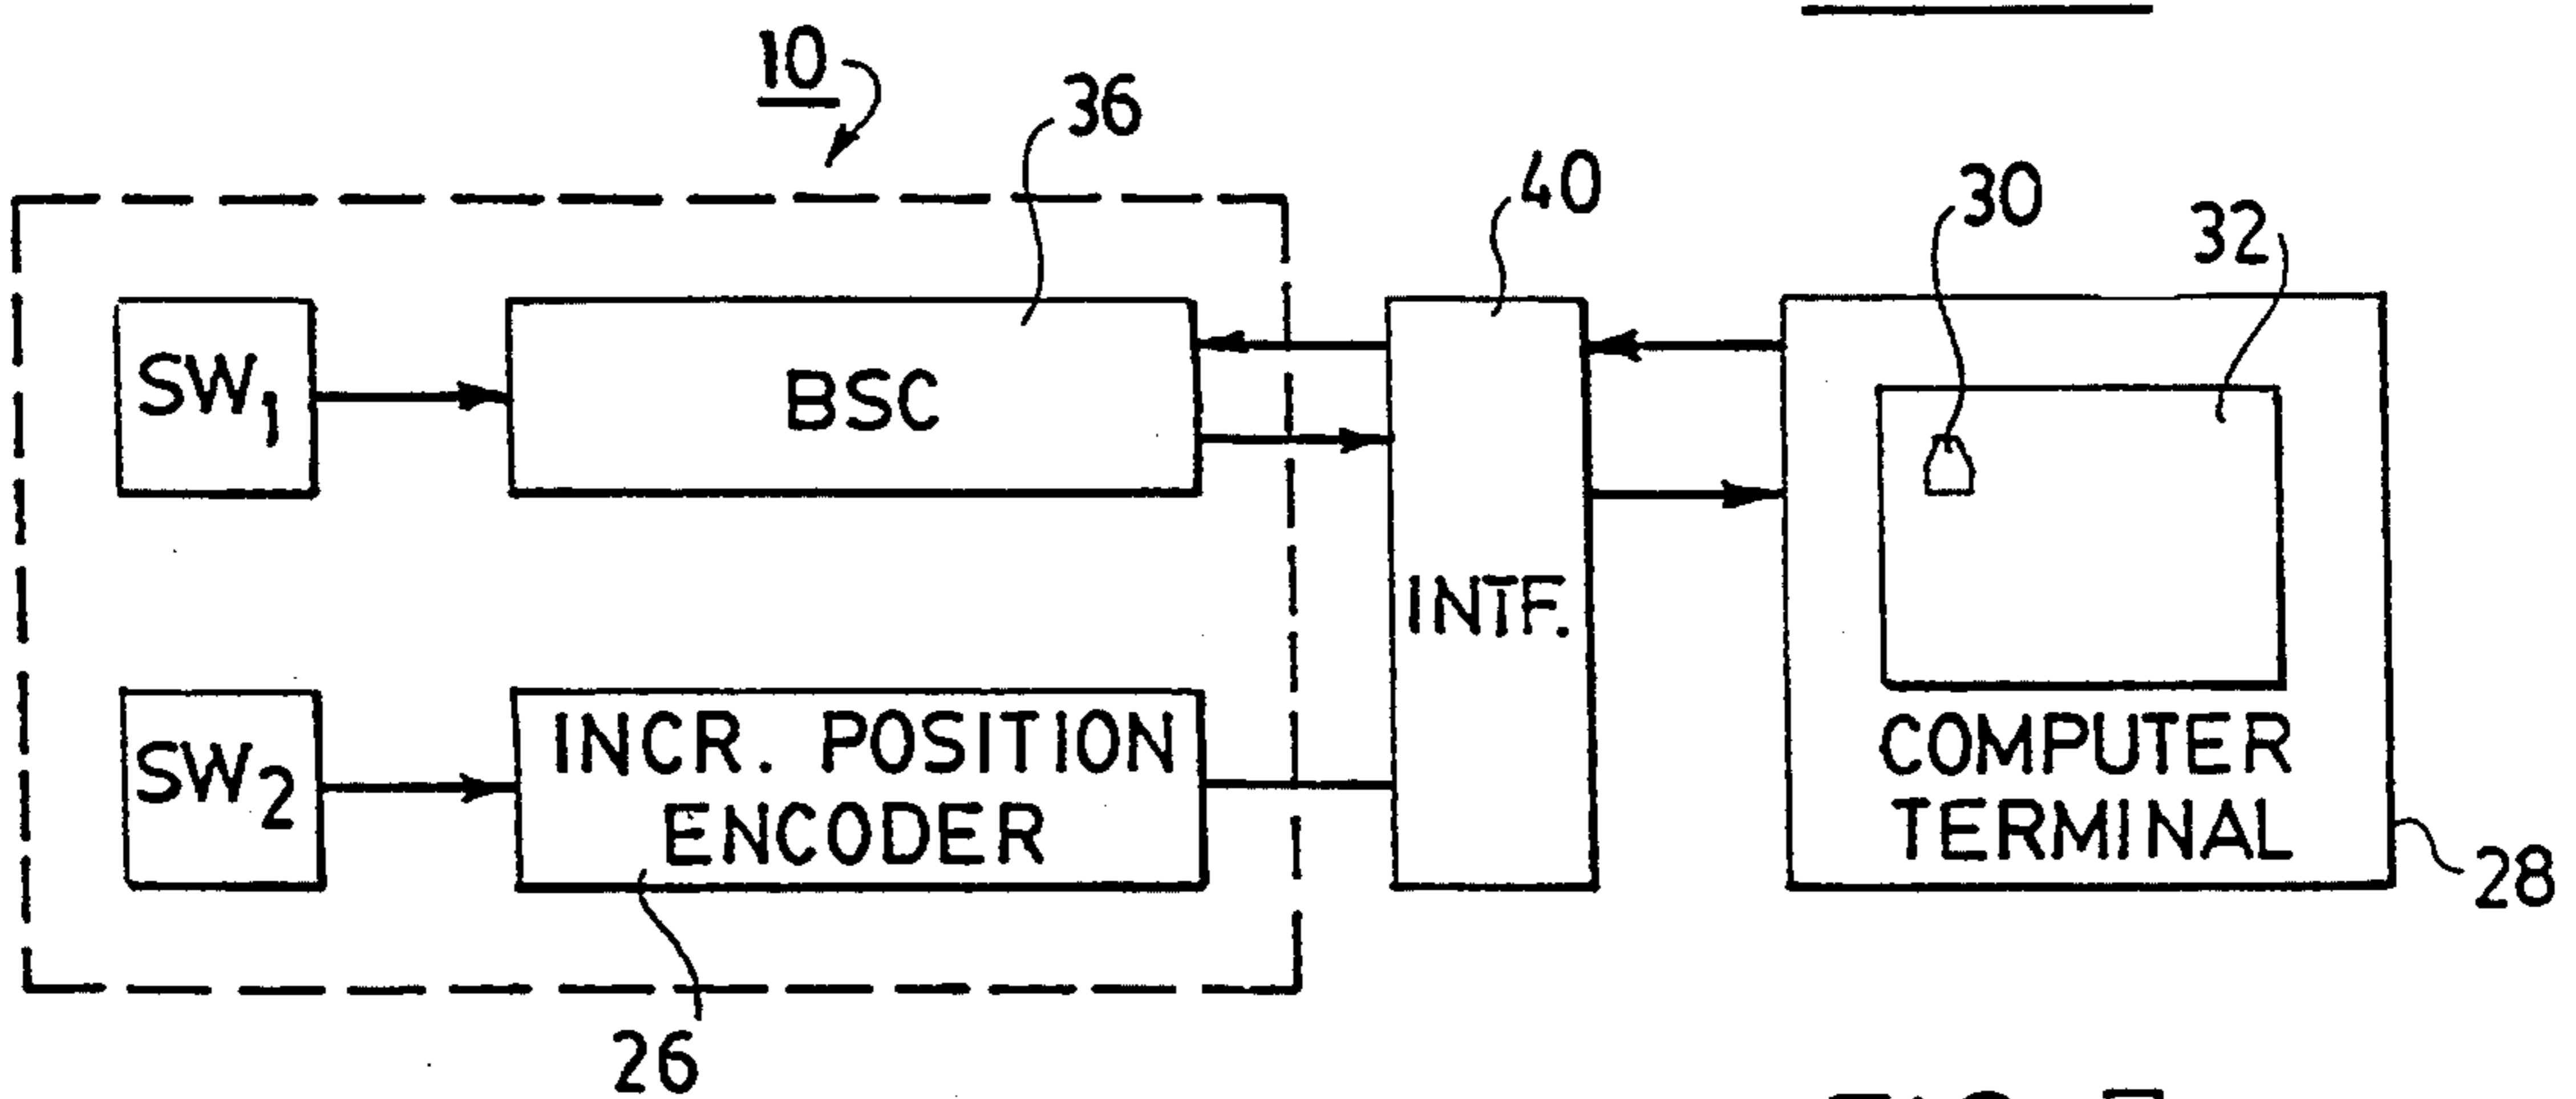 10
36
40
30
32
SW1
BSC
INTF.
SW2
INCR. POSITION
ENCODER
COMPUTER
TERMINAL
28
26